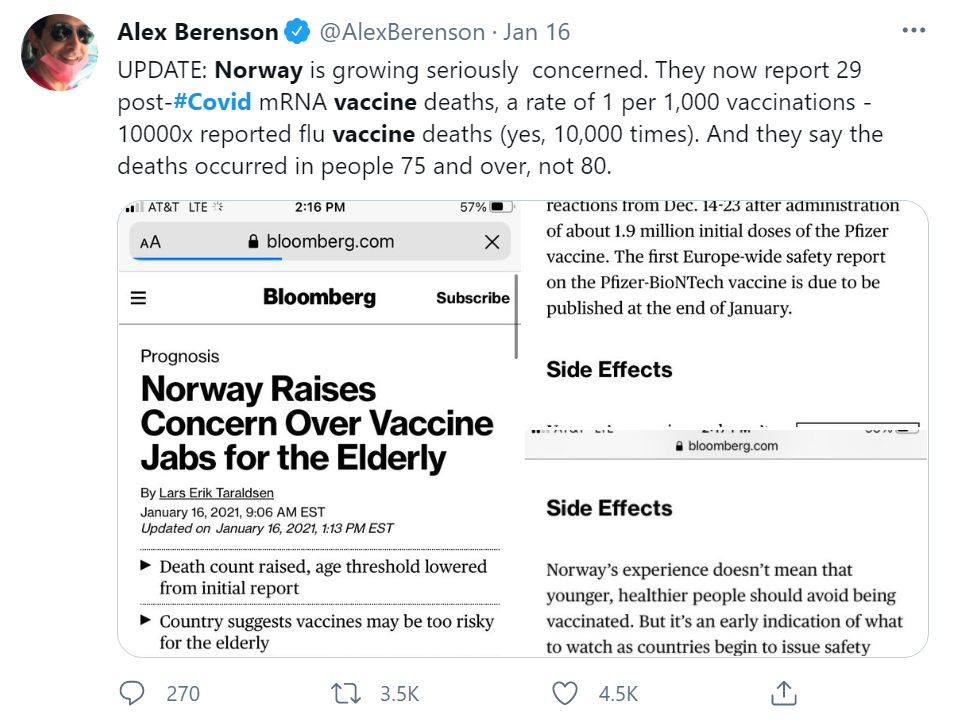 Alex Berenson @AlexBerenson · Jan 16
UPDATE: Norway is growing seriously concerned. They now report 29
post-#Covid mRNA vaccine deaths, a rate of 1 per 1,000 vaccinations -
10000x reported flu vaccine deaths (yes, 10,000 times). And they say the
deaths occurred in people 75 and over, not 80.
AT&T LTE 2:16 PM 57%
AA bloomberg.com
Bloomberg Subscribe
Prognosis
Norway Raises
Concern Over Vaccine
Jabs for the Elderly
By Lars Erik Taraldsen
January 16, 2021, 9:06 AM EST
Updated on January 16, 2021, 1:13 PM EST
Death count raised, age threshold lowered
from initial report
Country suggests vaccines may be too risky
for the elderly
reactions from Dec. 14-23 after administration
of about 1.9 million initial doses of the Pfizer
vaccine. The first Europe-wide safety report
on the Pfizer-BioNTech vaccine is due to be
published at the end of January.
Side Effects
bloomberg.com
Side Effects
Norway's experience doesn't mean that
younger, healthier people should avoid being
vaccinated. But it's an early indication of what
to watch as countries begin to issue safety
270 3.5K 4.5K